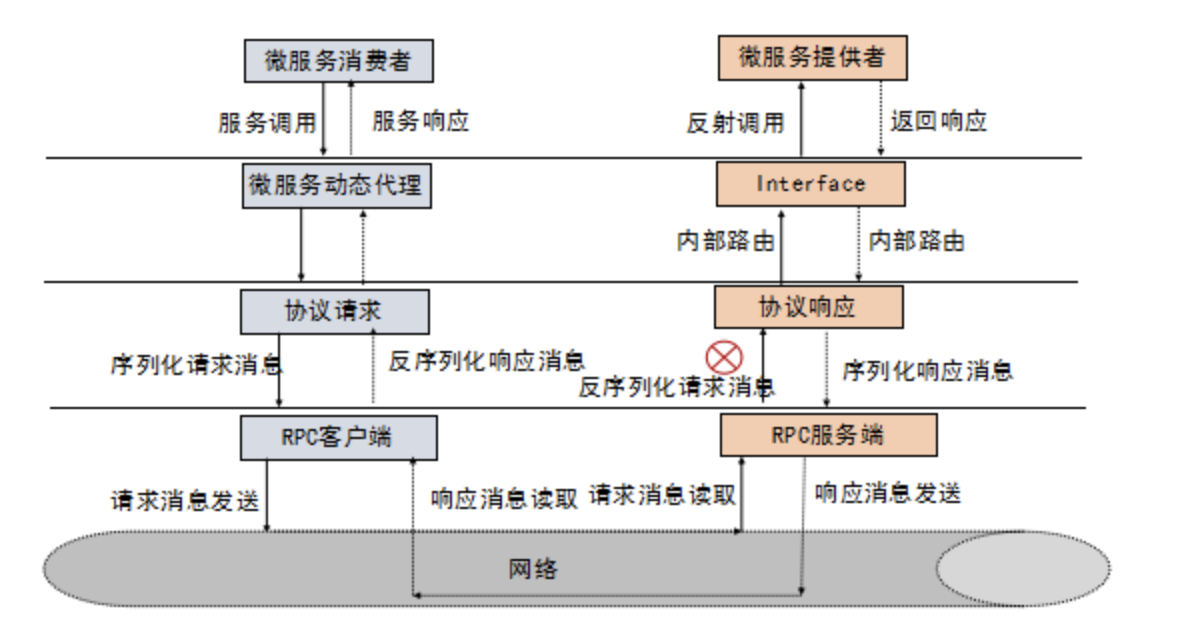 微服务消费者
微服务提供者
服务调用
服务响应
反射调用
返回响应
微服务动态代理
Interface
内部路由
内部路由
协议请求
协议响应
序列化请求消息
反序列化响应消息
反序列化请求消息
序列化响应消息
RPC客户端
RPC服务端
请求消息发送
响应消息读取
请求消息读取
响应消息发送
网络